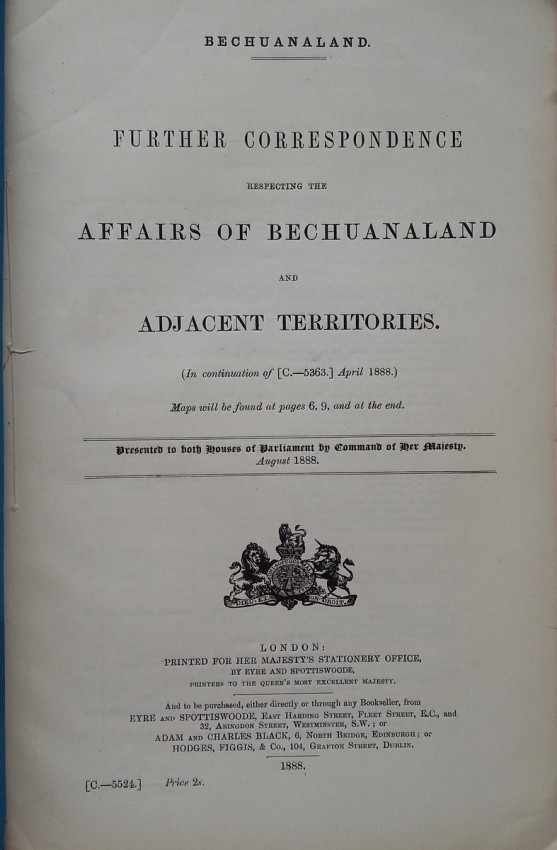 BECHUANALAND.
FURTHER CORRESPONDENCE
RESPECTING THE
AFFAIRS OF BECHUANALAND
AND
ADJACENT TERRITORIES.
(In continuation of [C.—5363.] April 1888.)
Maps will be found at pages 6, 9, and at the end.
Presented to both Houses of Parliament by Command of Her Majesty.
August 1888.
LONDON:
PRINTED FOR HER MAJESTY'S STATIONERY OFFICE,
BY EYRE AND SPOTTISWOODE,
PRINTERS TO THE QUEEN'S MOST EXCELLENT MAJESTY.
And to be purchased, either directly or through any Bookseller, from
EYRE AND SPOTTISWOODE, EAST HARDING STREET, FLEET STREET, E.C., and
32, ABINGDON STREET, WESTMINSTER, S.W.; or
ADAM AND CHARLES BLACK, 6, NORTH BRIDGE, EDINBURGH; or
HODGES, FIGGIS, & Co., 104, GRAFTON STREET, DUBLIN.
1888.
[C.—5524.] Price 2s.